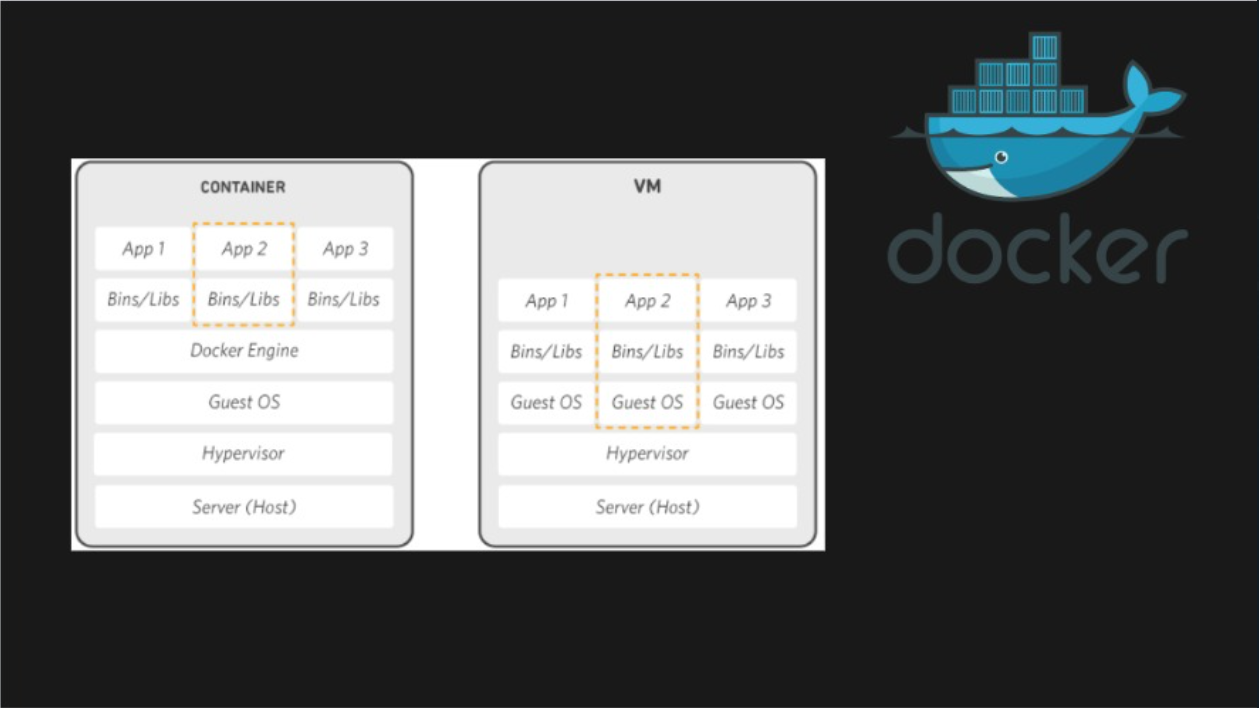 CONTAINER
App 1 App 2 App 3
Bins/Libs Bins/Libs Bins/Libs
Docker Engine
Guest OS
Hypervisor
Server (Host)
VM
App 1 App 2 App 3
Bins/Libs Bins/Libs Bins/Libs
Guest OS Guest OS Guest OS
Hypervisor
Server (Host)
docker